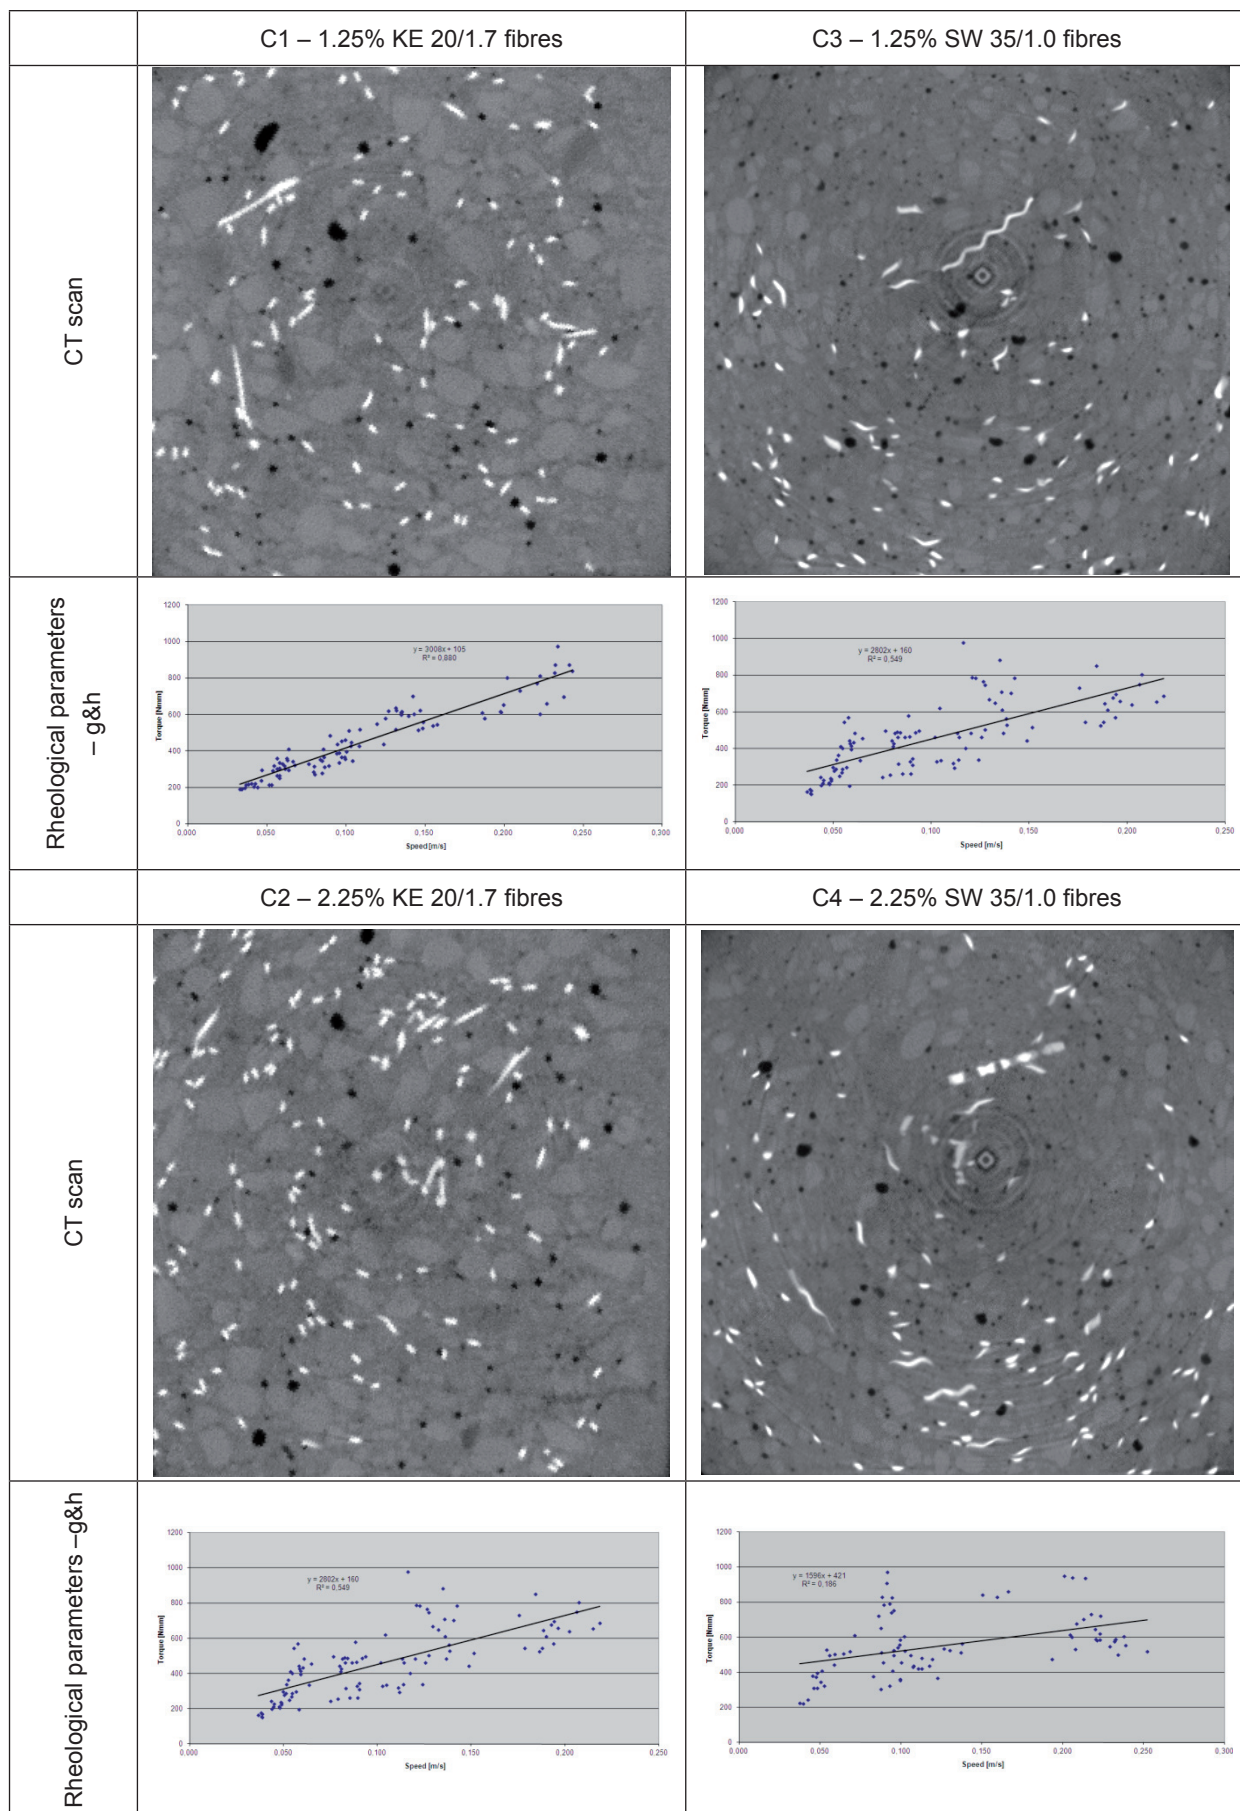 C1 – 1.25% KE 20/1.7 fibres
C3 – 1.25% SW 35/1.0 fibres
CT scan
Rheological parameters
– g&h
1200
1000
800
600
400
200
0
Torque [Nmm]
y = 3008x + 105
R² = 0,880
0,000
0,050
0,100
0,150
0,200
0,250
0,300
Speed [m/s]
1200
1000
800
600
400
200
0
Torque [Nmm]
y = 2802x + 160
R² = 0,549
0,000
0,050
0,100
0,150
0,200
0,250
Speed [m/s]
C2 – 2.25% KE 20/1.7 fibres
C4 – 2.25% SW 35/1.0 fibres
CT scan
Rheological parameters –g&h
1200
1000
800
600
400
200
0
Torque [Nmm]
y = 2802x + 160
R² = 0,549
0,000
0,050
0,100
0,150
0,200
0,250
Speed [m/s]
1200
1000
800
600
400
200
0
Torque [Nmm]
y = 1596x + 421
R² = 0,186
0,000
0,050
0,100
0,150
0,200
0,250
0,300
Speed [m/s]